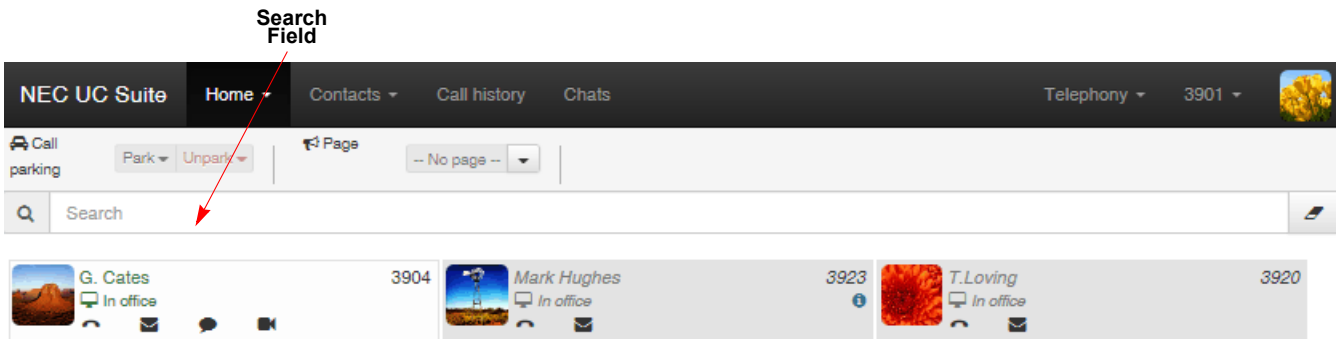 Search
Field
NEC UC Suite Home Contacts Call history Chats Telephony 3901
Call
parking Park Unpark Page -- No page --
Search
G. Cates 3904 Mark Hughes 3923 T.Loving 3920
In office In office In office